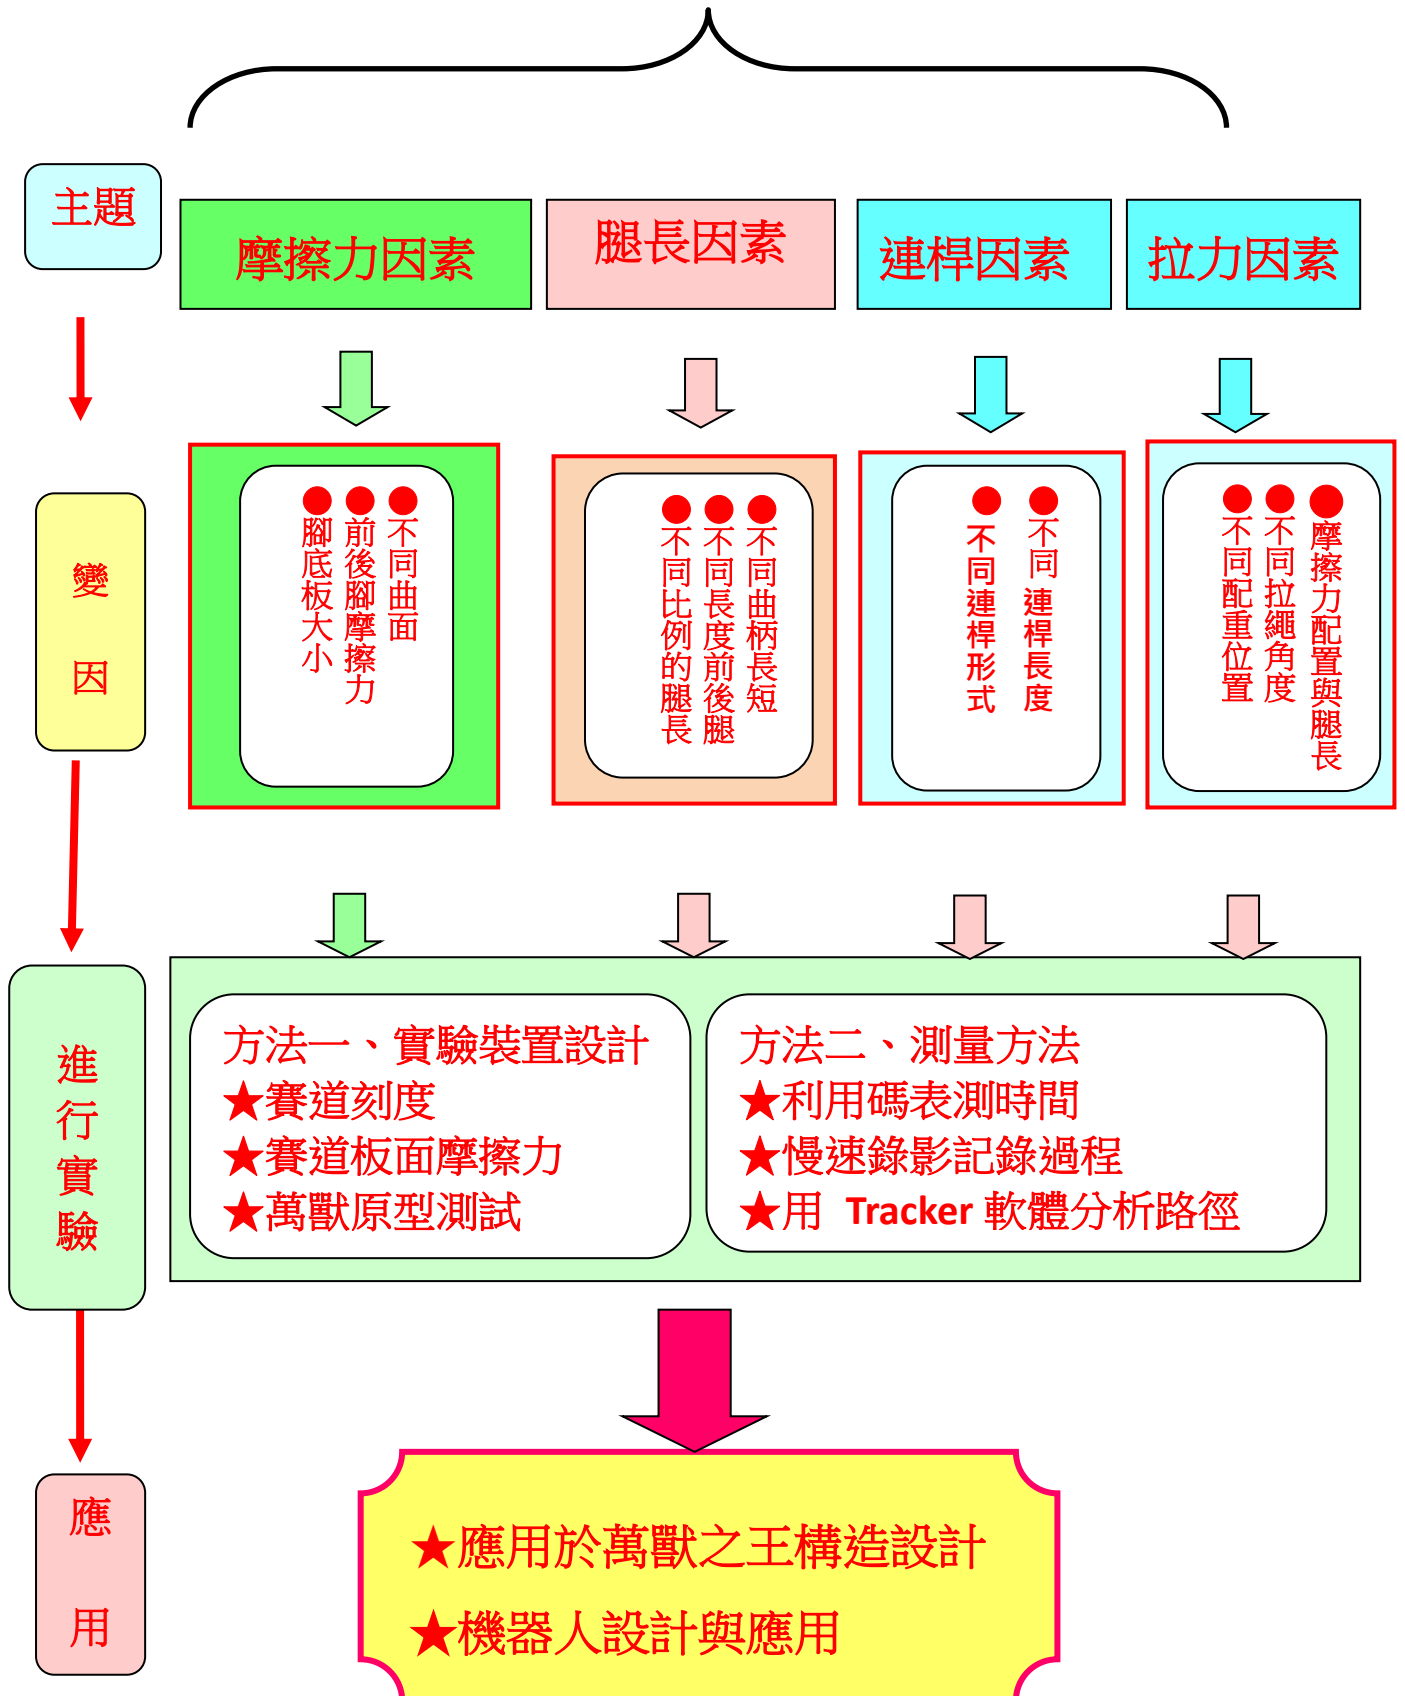 主題
摩擦力因素
腿長因素
連桿因素
拉力因素
變
因
●不同曲面
●前後腳摩擦力
●腳底板大小
●不同曲柄長短
●不同長度前後腿
●不同比例的腿長
●不同 連桿長度
●不同連桿形式
●摩擦力配置與腿長
●不同拉繩角度
●不同配重位置
進
行
實
驗
方法一、實驗裝置設計
★賽道刻度
★賽道板面摩擦力
★萬獸原型測試
方法二、測量方法
★利用碼表測時間
★慢速錄影記錄過程
★用 Tracker 軟體分析路徑
應
用
★應用於萬獸之王構造設計
★機器人設計與應用